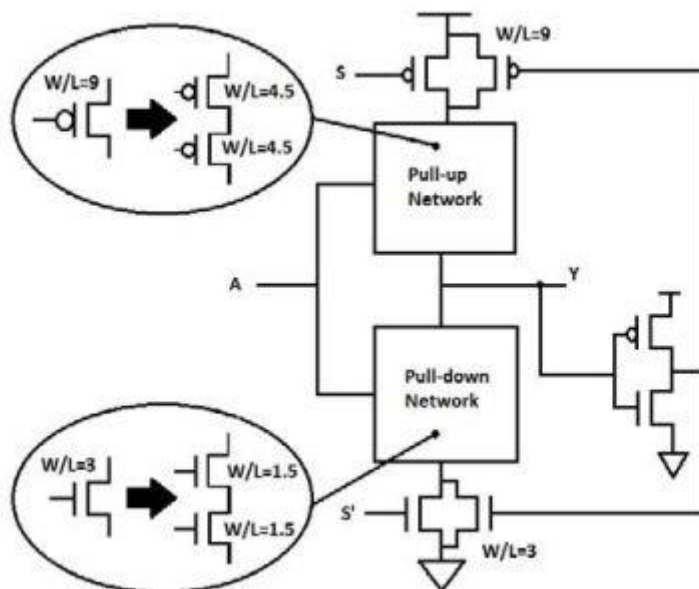 W/L=9
S
W/L=9
W/L=4.5
W/L=4.5
Pull-up
Network
A
Y
Pull-down
Network
W/L=3
W/L=1.5
W/L=1.5
S'
W/L=3